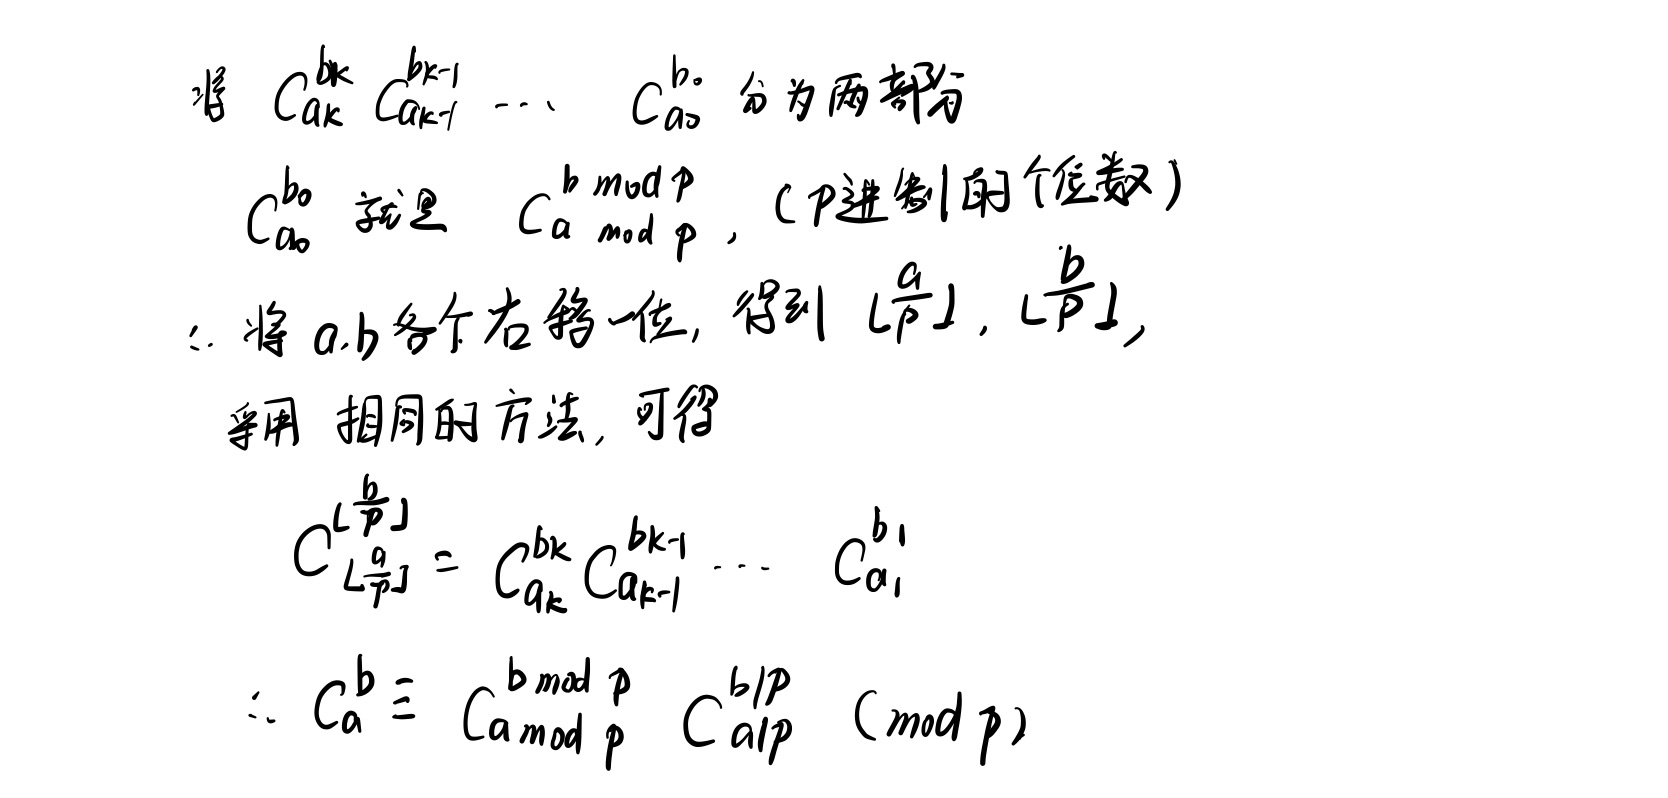 将 $C_{a_k}^{b_k} C_{a_{k-1}}^{b_{k-1}} \cdots C_{a_0}^{b_0}$ 分为两部分
$C_{a_0}^{b_0}$ 就是 $C_{a \bmod p}^{b \bmod p}$, (p进制的个位数)
∴ 将 a.b 各个右移一位, 得到 $\lfloor \frac{a}{p} \rfloor$, $\lfloor \frac{b}{p} \rfloor$,
采用 相同的方法, 可得
$C_{\lfloor \frac{a}{p} \rfloor}^{\lfloor \frac{b}{p} \rfloor} = C_{a_k}^{b_k} C_{a_{k-1}}^{b_{k-1}} \cdots C_{a_1}^{b_1}$
∴ $C_a^b \equiv C_{a \bmod p}^{b \bmod p} C_{a/p}^{b/p} \pmod{p}$